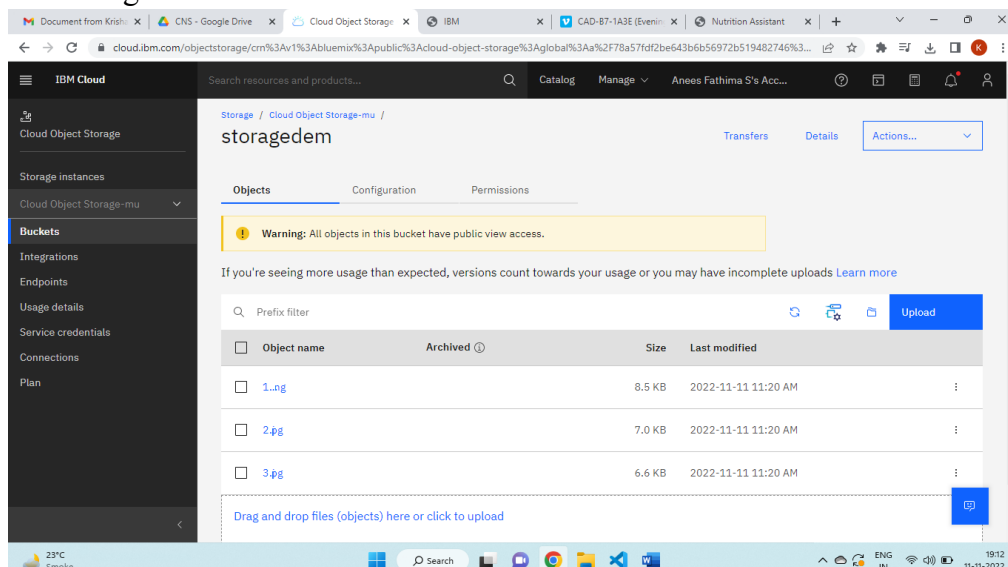 Document from Krisha
CNS - Google Drive
Cloud Object Storage
IBM
CAD-B7-1A3E (Evenin
Nutrition Assistant
cloud.ibm.com/objectstorage/crn%3Av1%3Abluemix%3Apublic%3Acloud-object-storage%3Aglobal%3Aa%2F78a57fdf2be643b6b56972b519482746%3...
K
IBM Cloud
Search resources and products...
Catalog
Manage
Anees Fathima S's Acc...
Cloud Object Storage
Storage instances
Cloud Object Storage-mu
Buckets
Integrations
Endpoints
Usage details
Service credentials
Connections
Plan
Storage / Cloud Object Storage-mu /
storagedem
Transfers
Details
Actions...
Objects
Configuration
Permissions
Warning: All objects in this bucket have public view access.
If you're seeing more usage than expected, versions count towards your usage or you may have incomplete uploads Learn more
Prefix filter
Upload
Object name
Archived
Size
Last modified
1..ng 8.5 KB 2022-11-11 11:20 AM
2.pg 7.0 KB 2022-11-11 11:20 AM
3.pg 6.6 KB 2022-11-11 11:20 AM
Drag and drop files (objects) here or click to upload
23°C
Smoke
Search
ENG
IN
19:12
11-11-2022